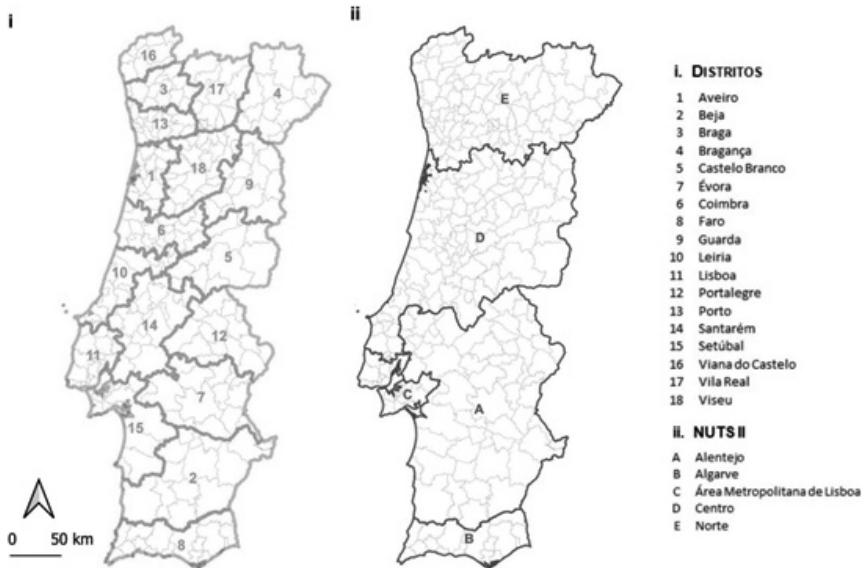 i
ii
16
3
17
4
13
1
18
9
6
5
10
14
12
11
7
15
2
8
0 50 km
E
D
C
A
B
i. DISTRITOS
1 Aveiro
2 Beja
3 Braga
4 Bragança
5 Castelo Branco
7 Évora
6 Coimbra
8 Faro
9 Guarda
10 Leiria
11 Lisboa
12 Portalegre
13 Porto
14 Santarém
15 Setúbal
16 Viana do Castelo
17 Vila Real
18 Viseu
ii. NUTS II
A Alentejo
B Algarve
C Área Metropolitana de Lisboa
D Centro
E Norte